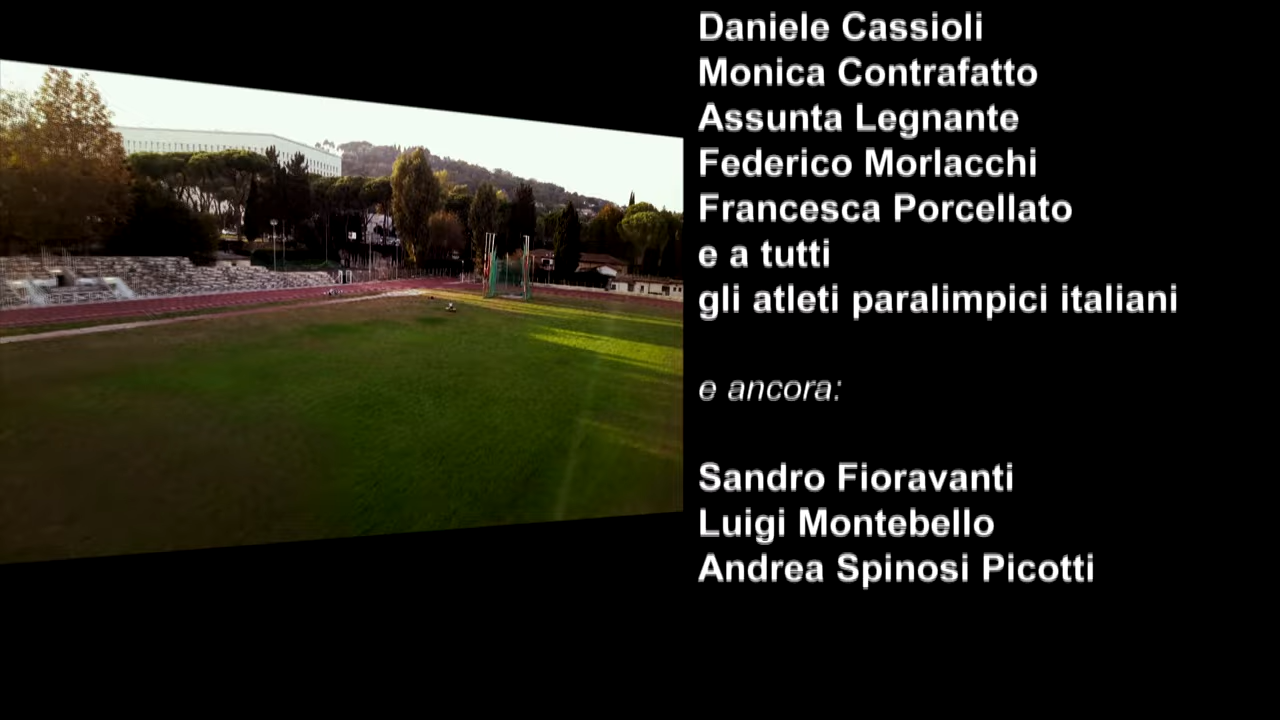 Daniele Cassioli
Monica Contrafatto
Assunta Legnante
Federico Morlacchi
Francesca Porcellato
e a tutti
gli atleti paralimpici italiani
e ancora:
Sandro Fioravanti
Luigi Montebello
Andrea Spinosi Picotti